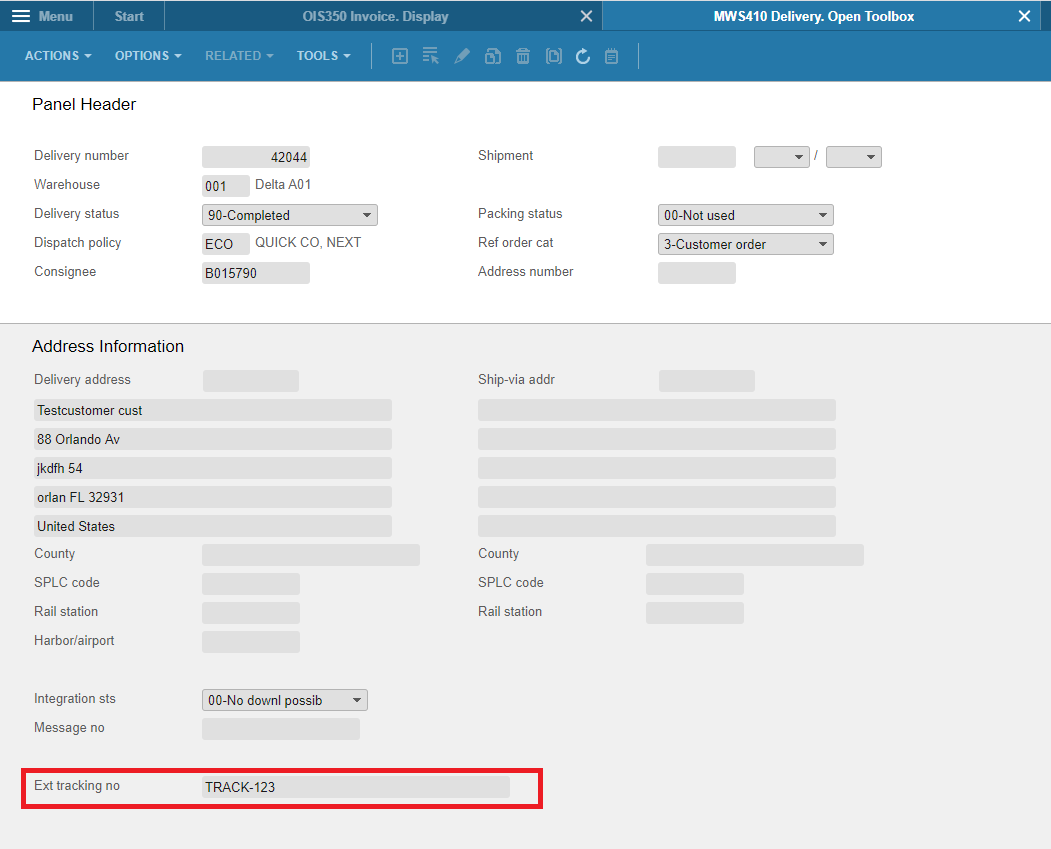 Menu Start OIS350 Invoice. Display MWS410 Delivery. Open Toolbox
ACTIONS OPTIONS RELATED TOOLS
Panel Header
Delivery number 42044 Shipment /
Warehouse 001 Delta A01
Delivery status 90-Completed Packing status 00-Not used
Dispatch policy ECO QUICK CO, NEXT Ref order cat 3-Customer order
Consignee B015790 Address number
Address Information
Delivery address Ship-via addr
Testcustomer cust
88 Orlando Av
jkdfh 54
orlan FL 32931
United States
County County
SPLC code SPLC code
Rail station Rail station
Harbor/airport
Integration sts 00-No downl possib
Message no
Ext tracking no TRACK-123